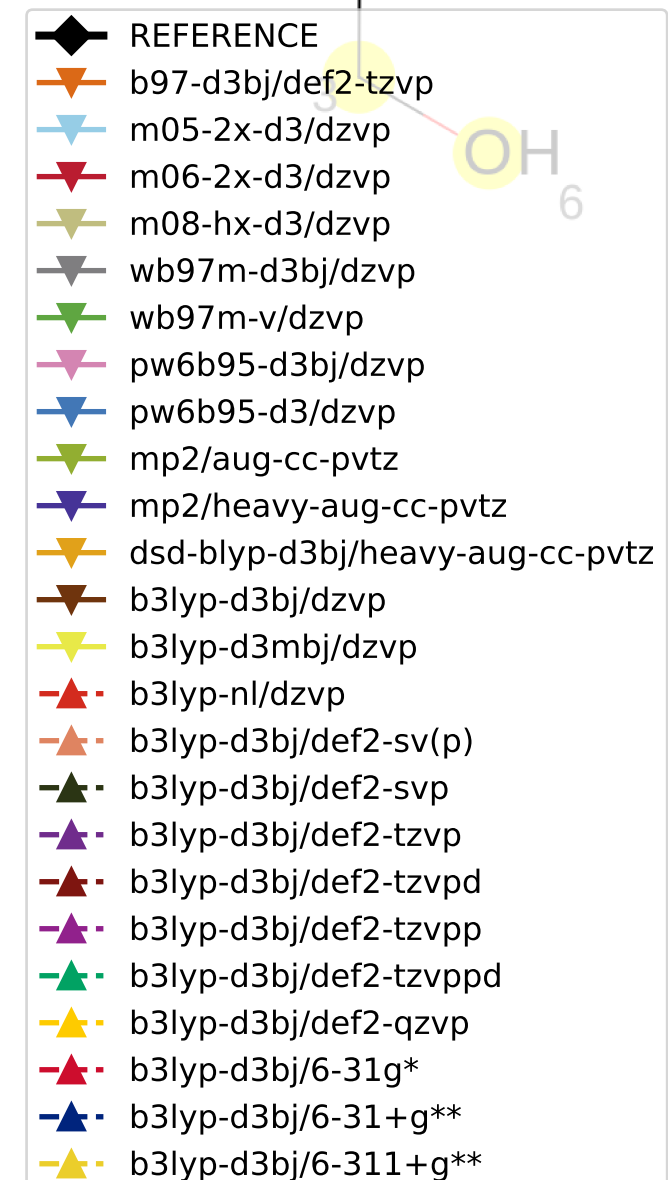 REFERENCE
b97-d3bj/def2-tzvp
3
m05-2x-d3/dzvp
OH
m06-2x-d3/dzvp
6
m08-hx-d3/dzvp
wb97m-d3bj/dzvp
wb97m-v/dzvp
pw6b95-d3bj/dzvp
pw6b95-d3/dzvp
mp2/aug-cc-pvtz
mp2/heavy-aug-cc-pvtz
dsd-blyp-d3bj/heavy-aug-cc-pvtz
b3lyp-d3bj/dzvp
b3lyp-d3mbj/dzvp
b3lyp-nl/dzvp
b3lyp-d3bj/def2-sv(p)
b3lyp-d3bj/def2-svp
b3lyp-d3bj/def2-tzvp
b3lyp-d3bj/def2-tzvpd
b3lyp-d3bj/def2-tzvpp
b3lyp-d3bj/def2-tzvppd
b3lyp-d3bj/def2-qzvp
b3lyp-d3bj/6-31g*
b3lyp-d3bj/6-31+g**
b3lyp-d3bj/6-311+g**